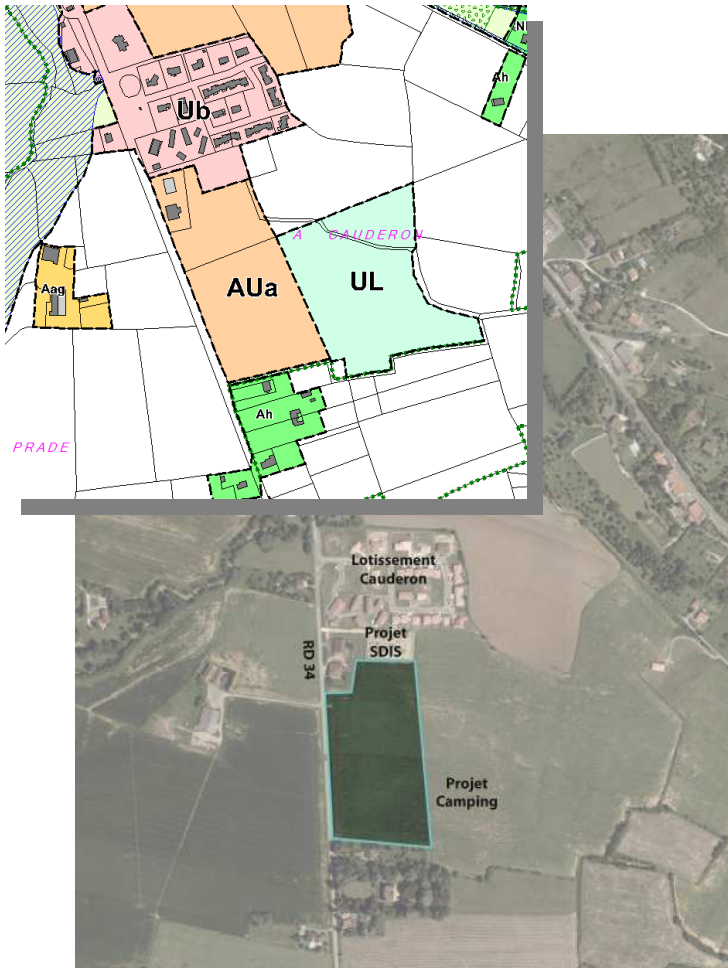 N
Ah
Ub
A CAUDERON
Aag
AUa
UL
Ah
PRADE
Lotissement
Cauderon
Projet
SDIS
RD 34
Projet
Camping